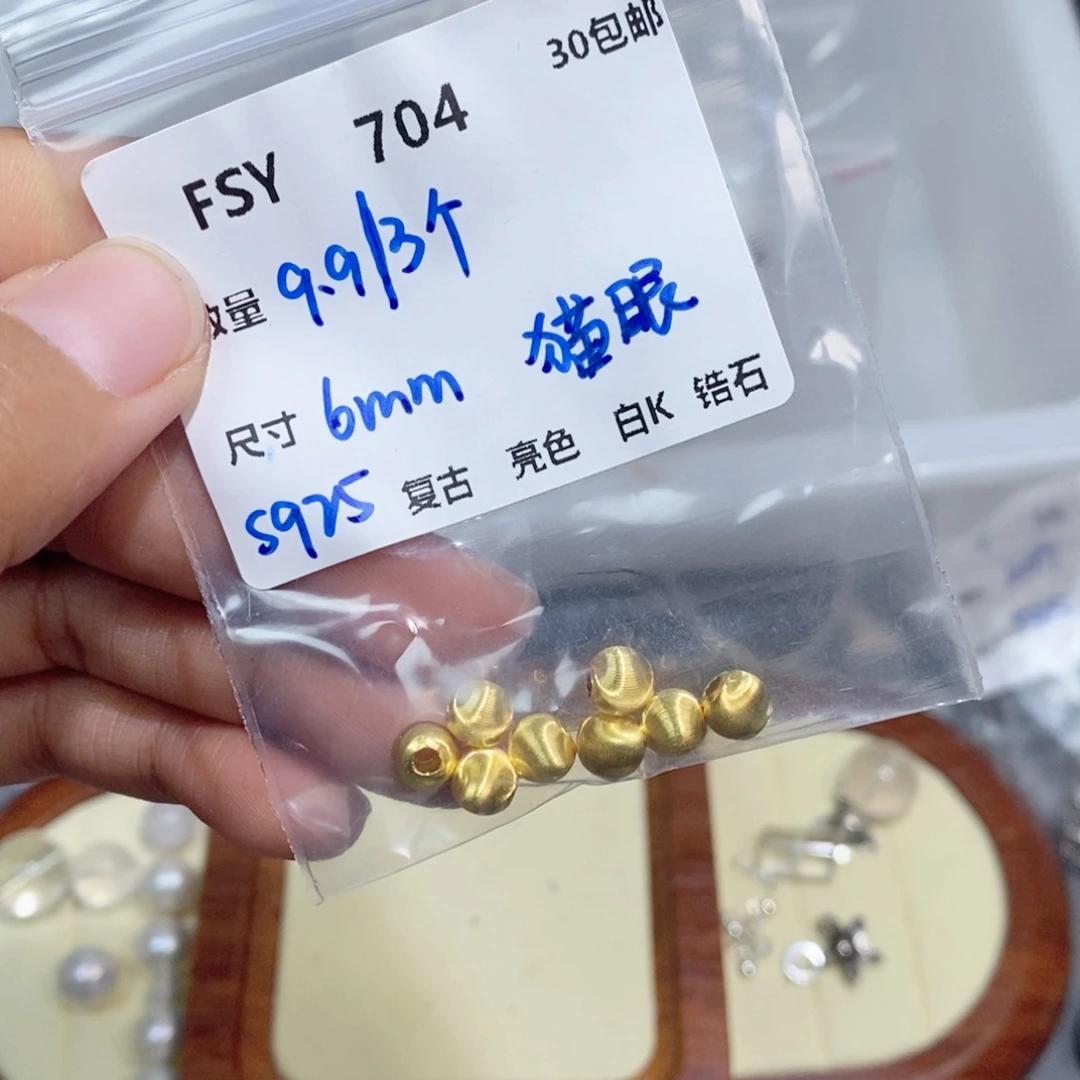 30包邮
FSY 704
数量 9.9/3个
尺寸 6mm 猫眼
S925 复古 亮色 白K 锆石